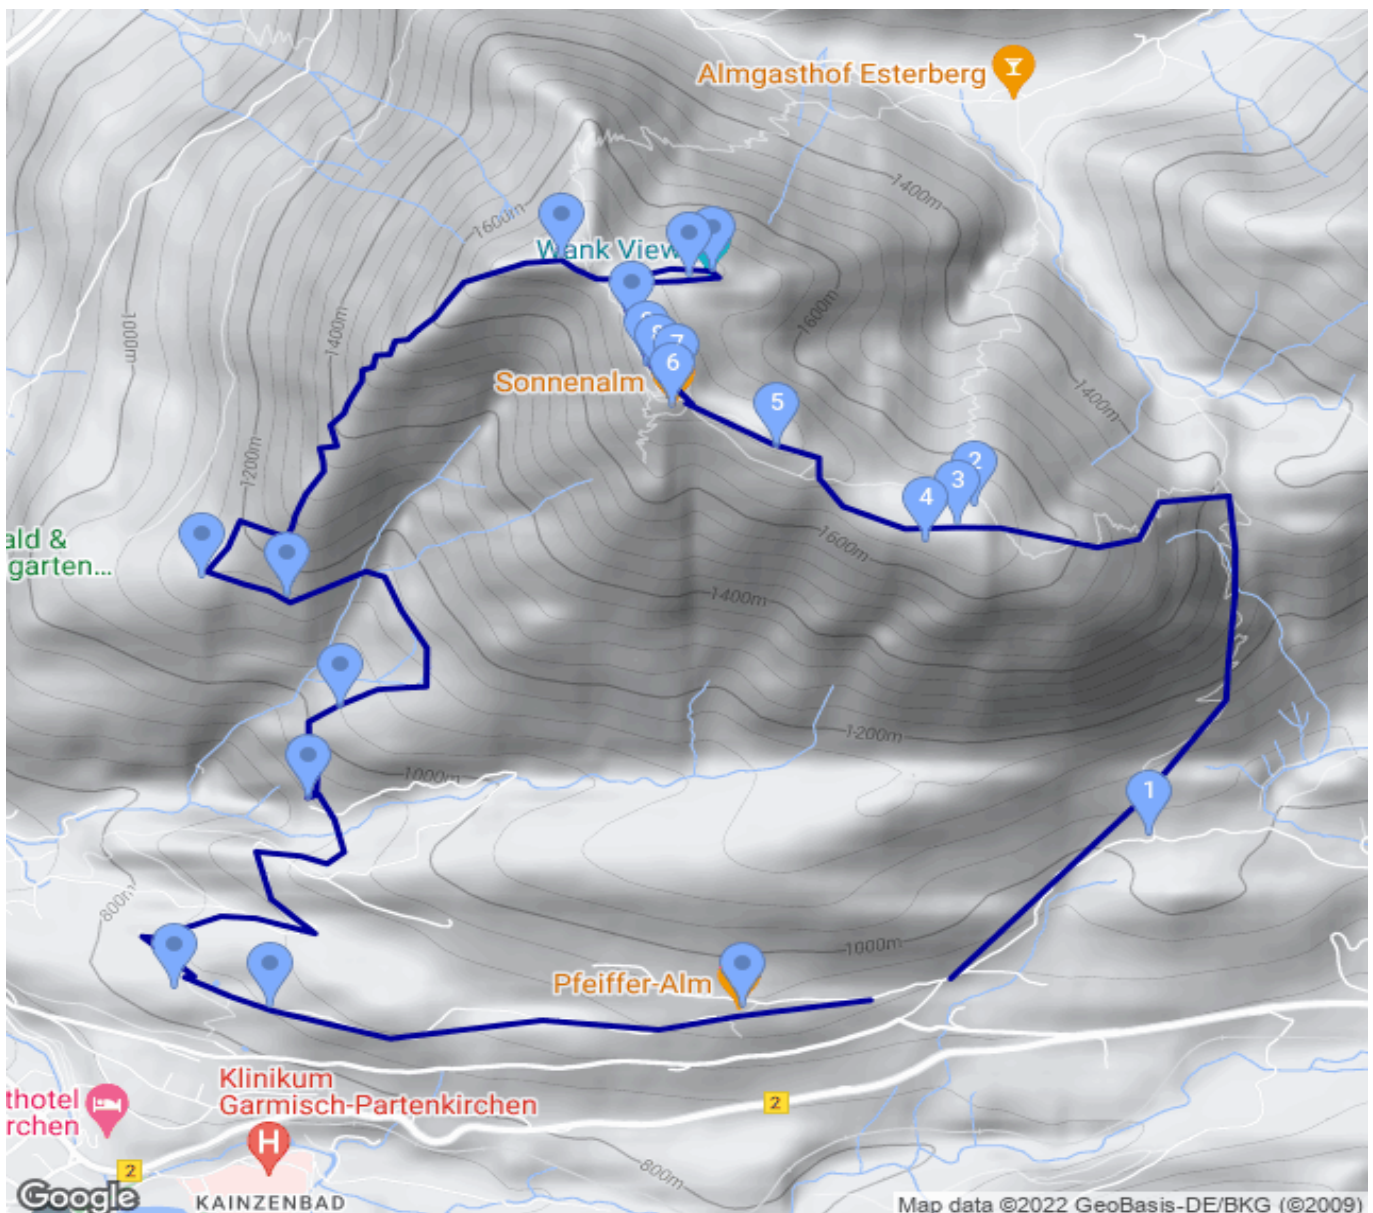 Almgasthof Esterberg
1400m
1600m
Wank View
1600m
1000m
1400m
9
8
7
6
Sonnenalm
5
1400m
1200m
2
3
4
ald &
garten...
1600m
1400m
1200m
1000m
1
800m
1000m
Pfeiffer-Alm
Klinikum
Garmisch-Partenkirchen
thotel
rchen
2
H
2
800m
Google
KAINZENBAD
Map data ©2022 GeoBasis-DE/BKG (©2009)